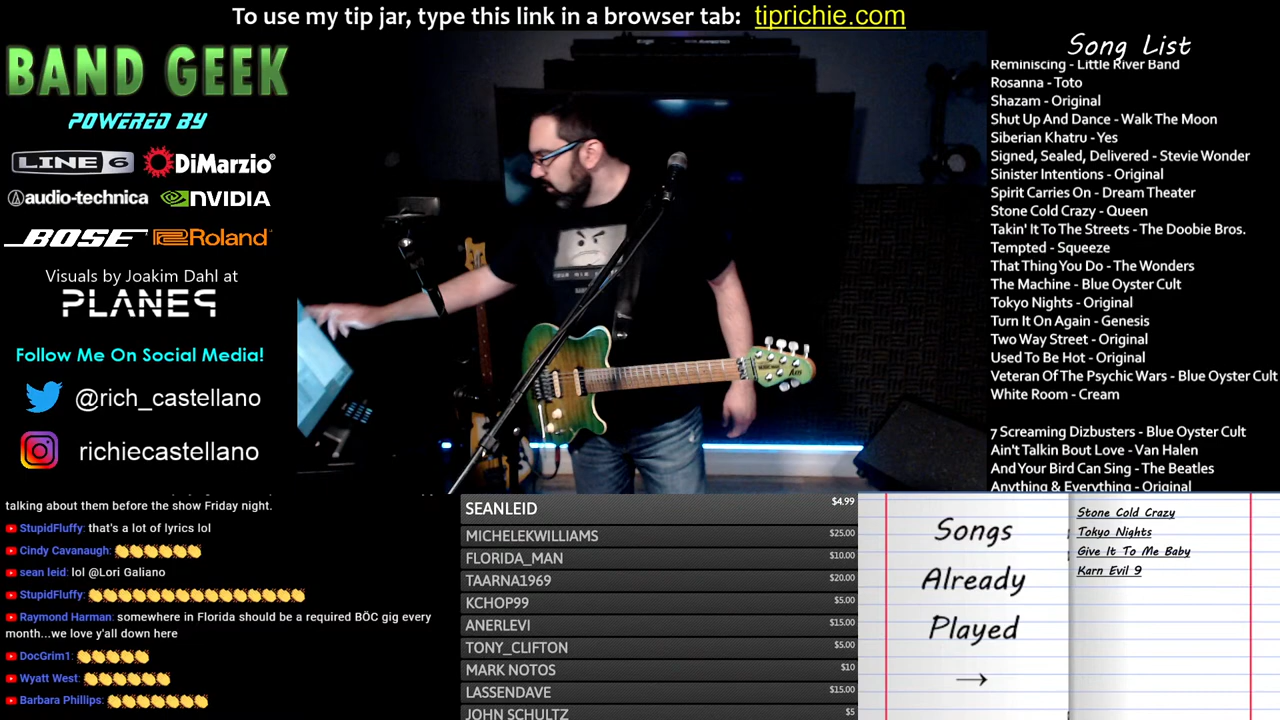 To use my tip jar, type this link in a browser tab: tiprichie.com
BAND GEEK
POWERED BY
LINE 6 DiMarzio®
audio-technica NVIDIA
BOSE Roland
Visuals by Joakim Dahl at
PLANE9
Follow Me On Social Media!
@rich_castellano
richiecastellano
Song List
Reminiscing - Little River Band
Rosanna - Toto
Shazam - Original
Shut Up And Dance - Walk The Moon
Siberian Khatru - Yes
Signed, Sealed, Delivered - Stevie Wonder
Sinister Intentions - Original
Spirit Carries On - Dream Theater
Stone Cold Crazy - Queen
Takin' It To The Streets - The Doobie Bros.
Tempted - Squeeze
That Thing You Do - The Wonders
The Machine - Blue Oyster Cult
Tokyo Nights - Original
Turn It On Again - Genesis
Two Way Street - Original
Used To Be Hot - Original
Veteran Of The Psychic Wars - Blue Oyster Cult
White Room - Cream
7 Screaming Dizbusters - Blue Oyster Cult
Ain't Talkin Bout Love - Van Halen
And Your Bird Can Sing - The Beatles
Anything & Everything - Original
talking about them before the show Friday night.
StupidFluffy: that's a lot of lyrics lol
Cindy Cavanaugh: 👏👏👏👏👏👏
sean leid: lol @Lori Galiano
StupidFluffy: 👏👏👏👏👏👏👏👏👏👏👏👏👏👏👏
Raymond Harman: somewhere in Florida should be a required BÖC gig every
month...we love y'all down here
DocGrim1: 👏👏👏👏👏
Wyatt West: 👏👏👏👏👏👏
Barbara Phillips: 👏👏👏👏👏👏👏
SEANLEID $4.99
MICHELEKWILLIAMS $25.00
FLORIDA_MAN $10.00
TAARNA1969 $20.00
KCHOP99 $5.00
ANERLEVI $15.00
TONY_CLIFTON $5.00
MARK NOTOS $10
LASSENDAVE $15.00
JOHN SCHULTZ $5
Songs
Already
Played
→
Stone Cold Crazy
Tokyo Nights
Give It To Me Baby
Karn Evil 9